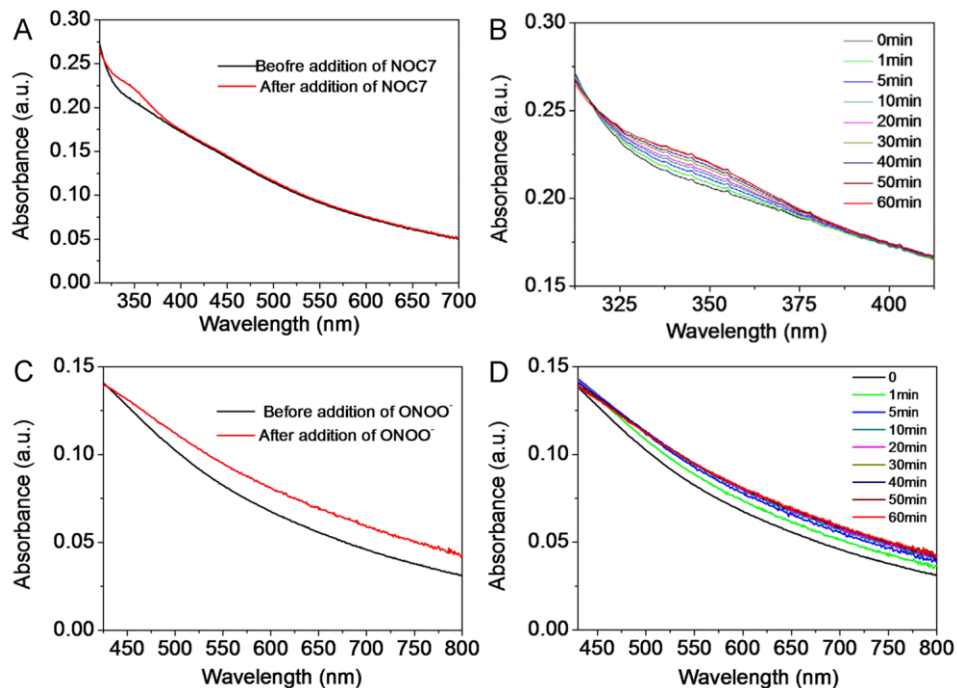 A
0.30
0.25
0.20
0.15
0.10
0.05
0.00
Absorbance (a.u.)
Beofre addition of NOC7
After addition of NOC7
350 400 450 500 550 600 650 700
Wavelength (nm)
B
0.30
0.25
0.20
0.15
Absorbance (a.u.)
0min
1min
5min
10min
20min
30min
40min
50min
60min
325 350 375 400
Wavelength (nm)
C
0.15
0.10
0.05
0.00
Absorbance (a.u.)
Before addition of ONOO⁻
After addition of ONOO⁻
450 500 550 600 650 700 750 800
Wavelength (nm)
D
0.15
0.10
0.05
0.00
Absorbance (a.u.)
0
1min
5min
10min
20min
30min
40min
50min
60min
450 500 550 600 650 700 750 800
Wavelength (nm)